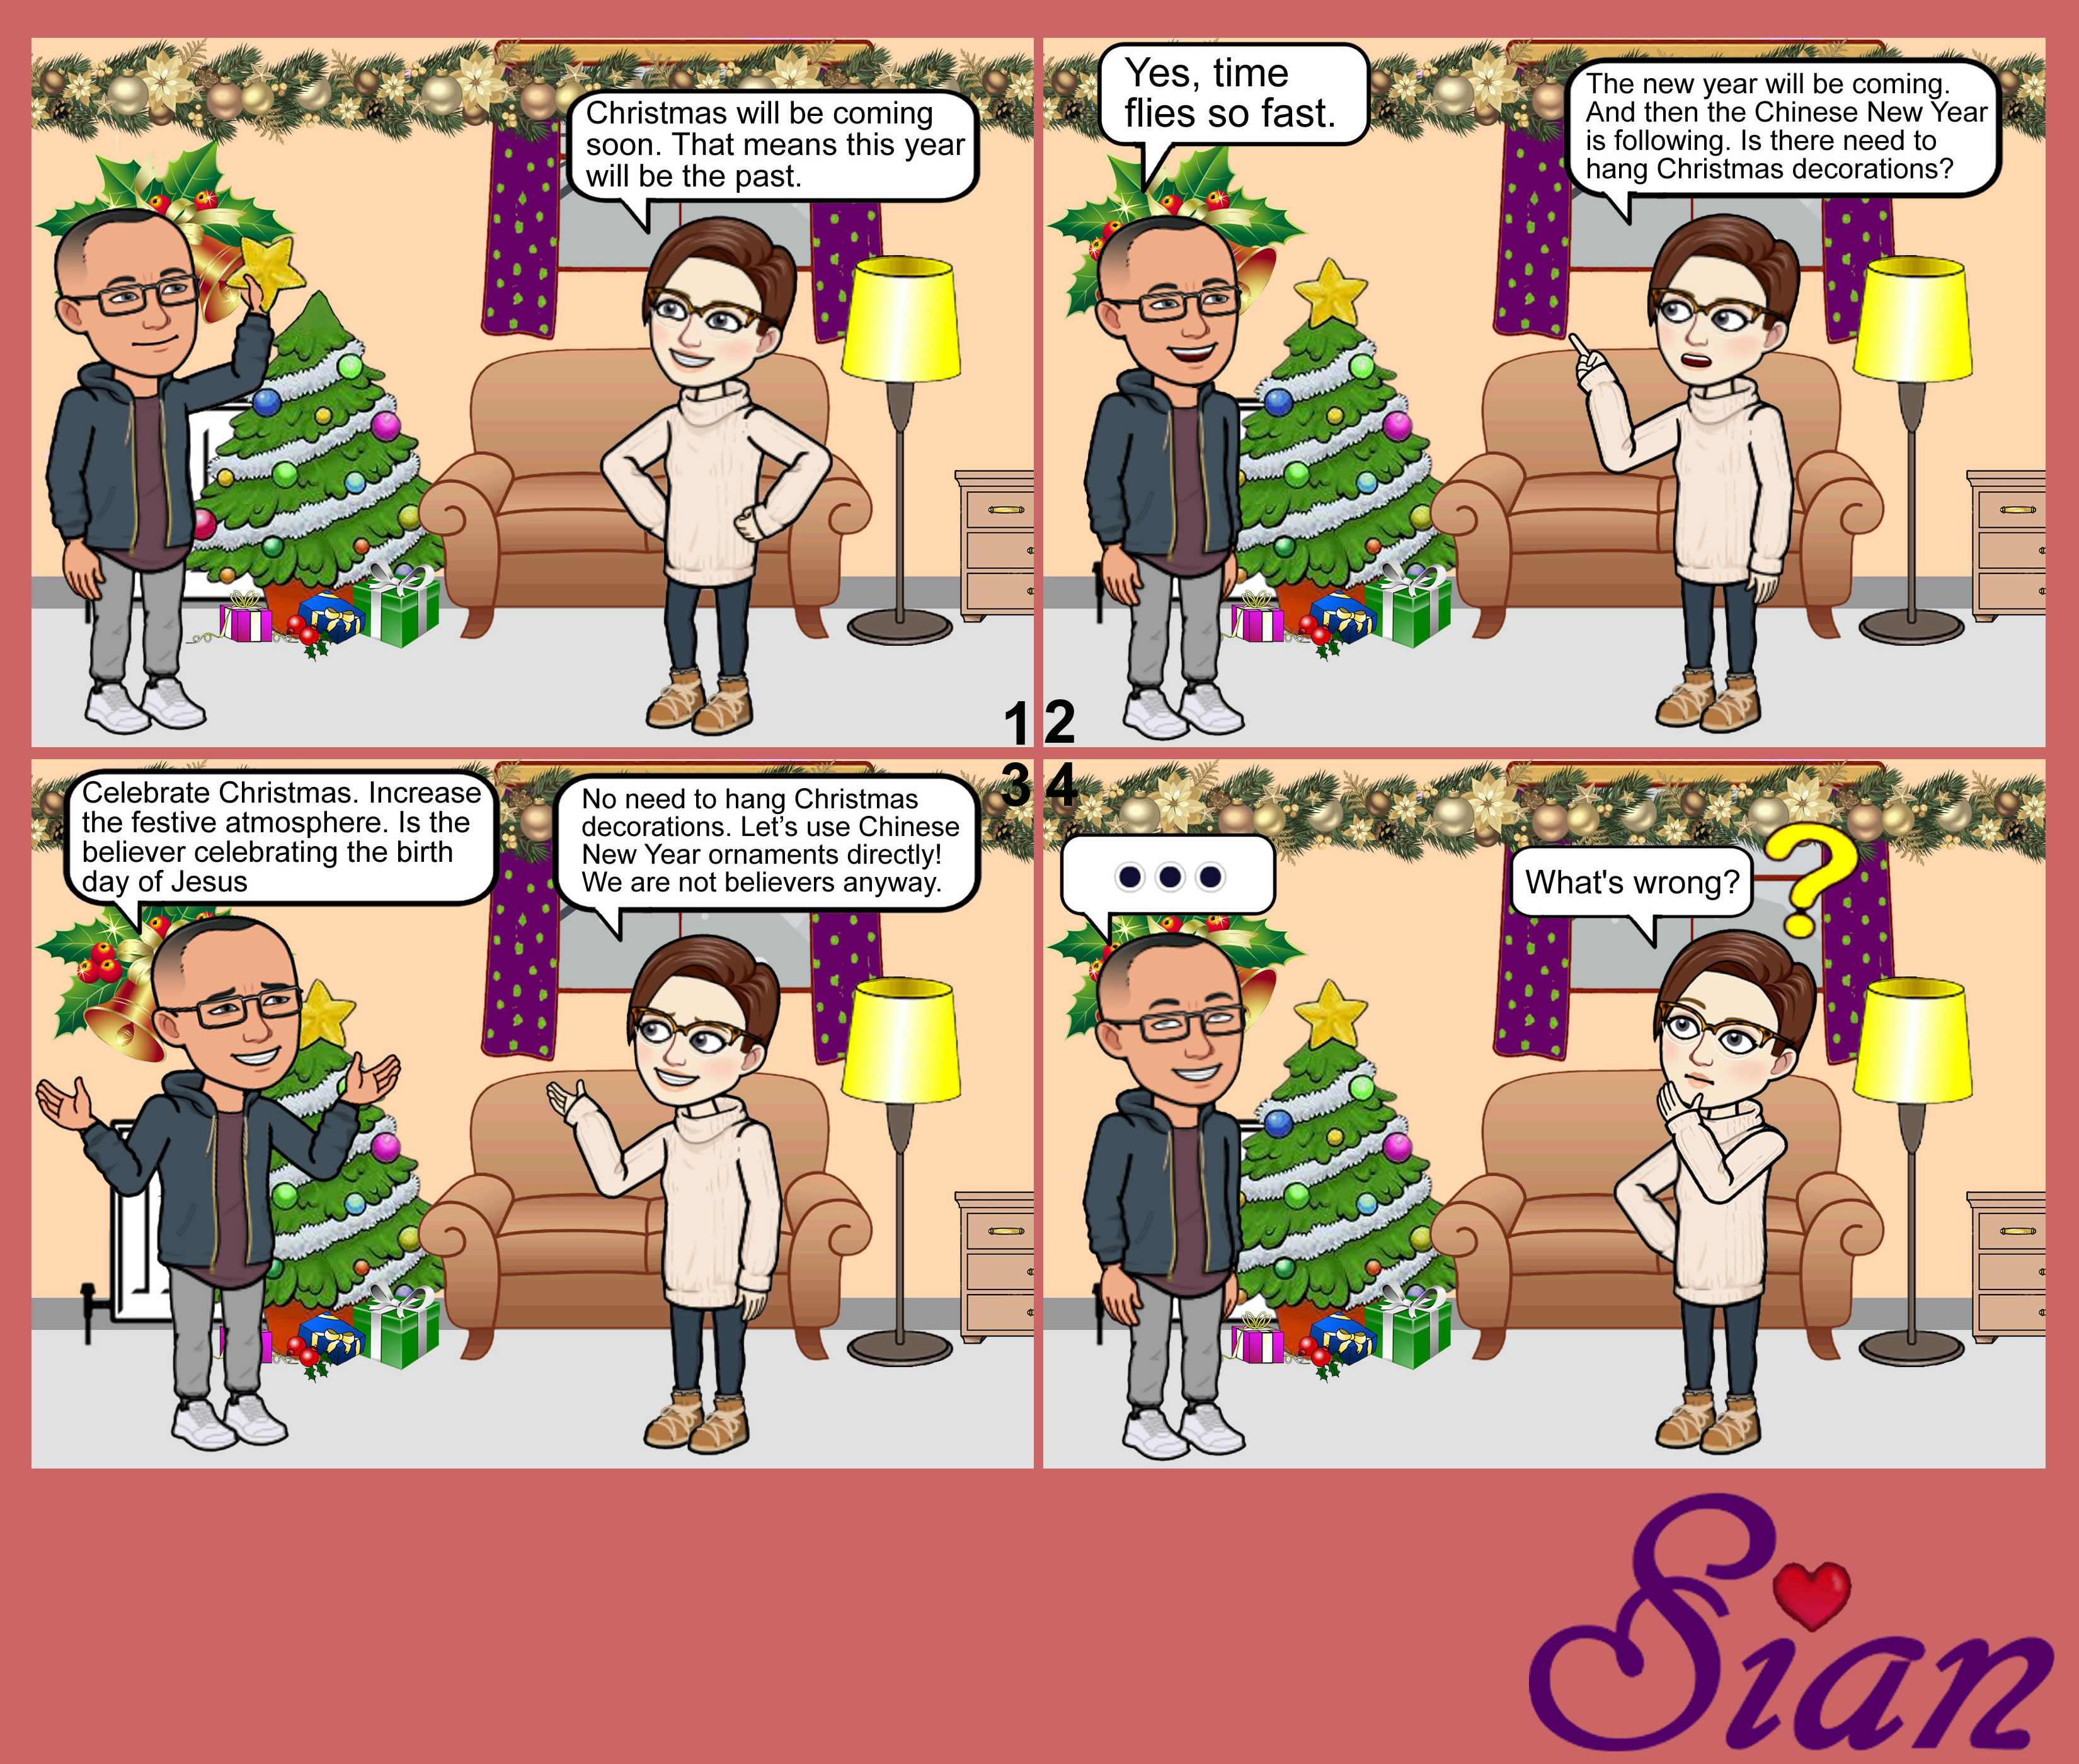 Christmas will be coming
soon. That means this year
will be the past.
1
Yes, time
flies so fast.
The new year will be coming.
And then the Chinese New Year
is following. Is there need to
hang Christmas decorations?
2
Celebrate Christmas. Increase
the festive atmosphere. Is the
believer celebrating the birth
day of Jesus
No need to hang Christmas
decorations. Let's use Chinese
New Year ornaments directly!
We are not believers anyway.
3
4
...
What's wrong?
?
Sian